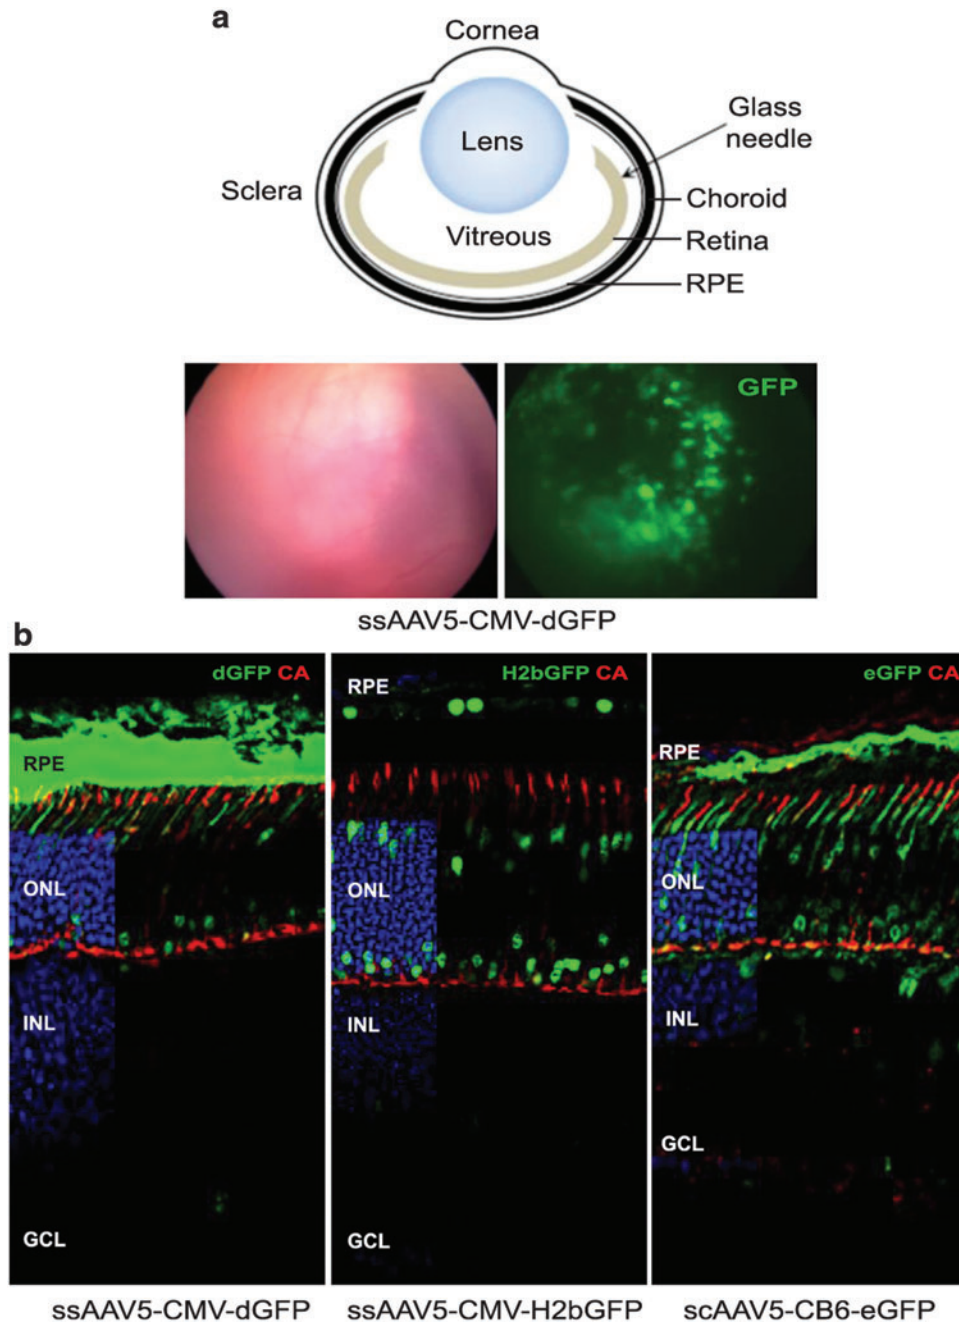 a
Cornea
Glass
needle
Lens
Sclera
Choroid
Vitreous
Retina
RPE
GFP
ssAAV5-CMV-dGFP
b
dGFP CA
RPE
ONL
INL
GCL
ssAAV5-CMV-dGFP
H2bGFP CA
RPE
ONL
INL
GCL
ssAAV5-CMV-H2bGFP
eGFP CA
RPE
ONL
INL
GCL
scAAV5-CB6-eGFP